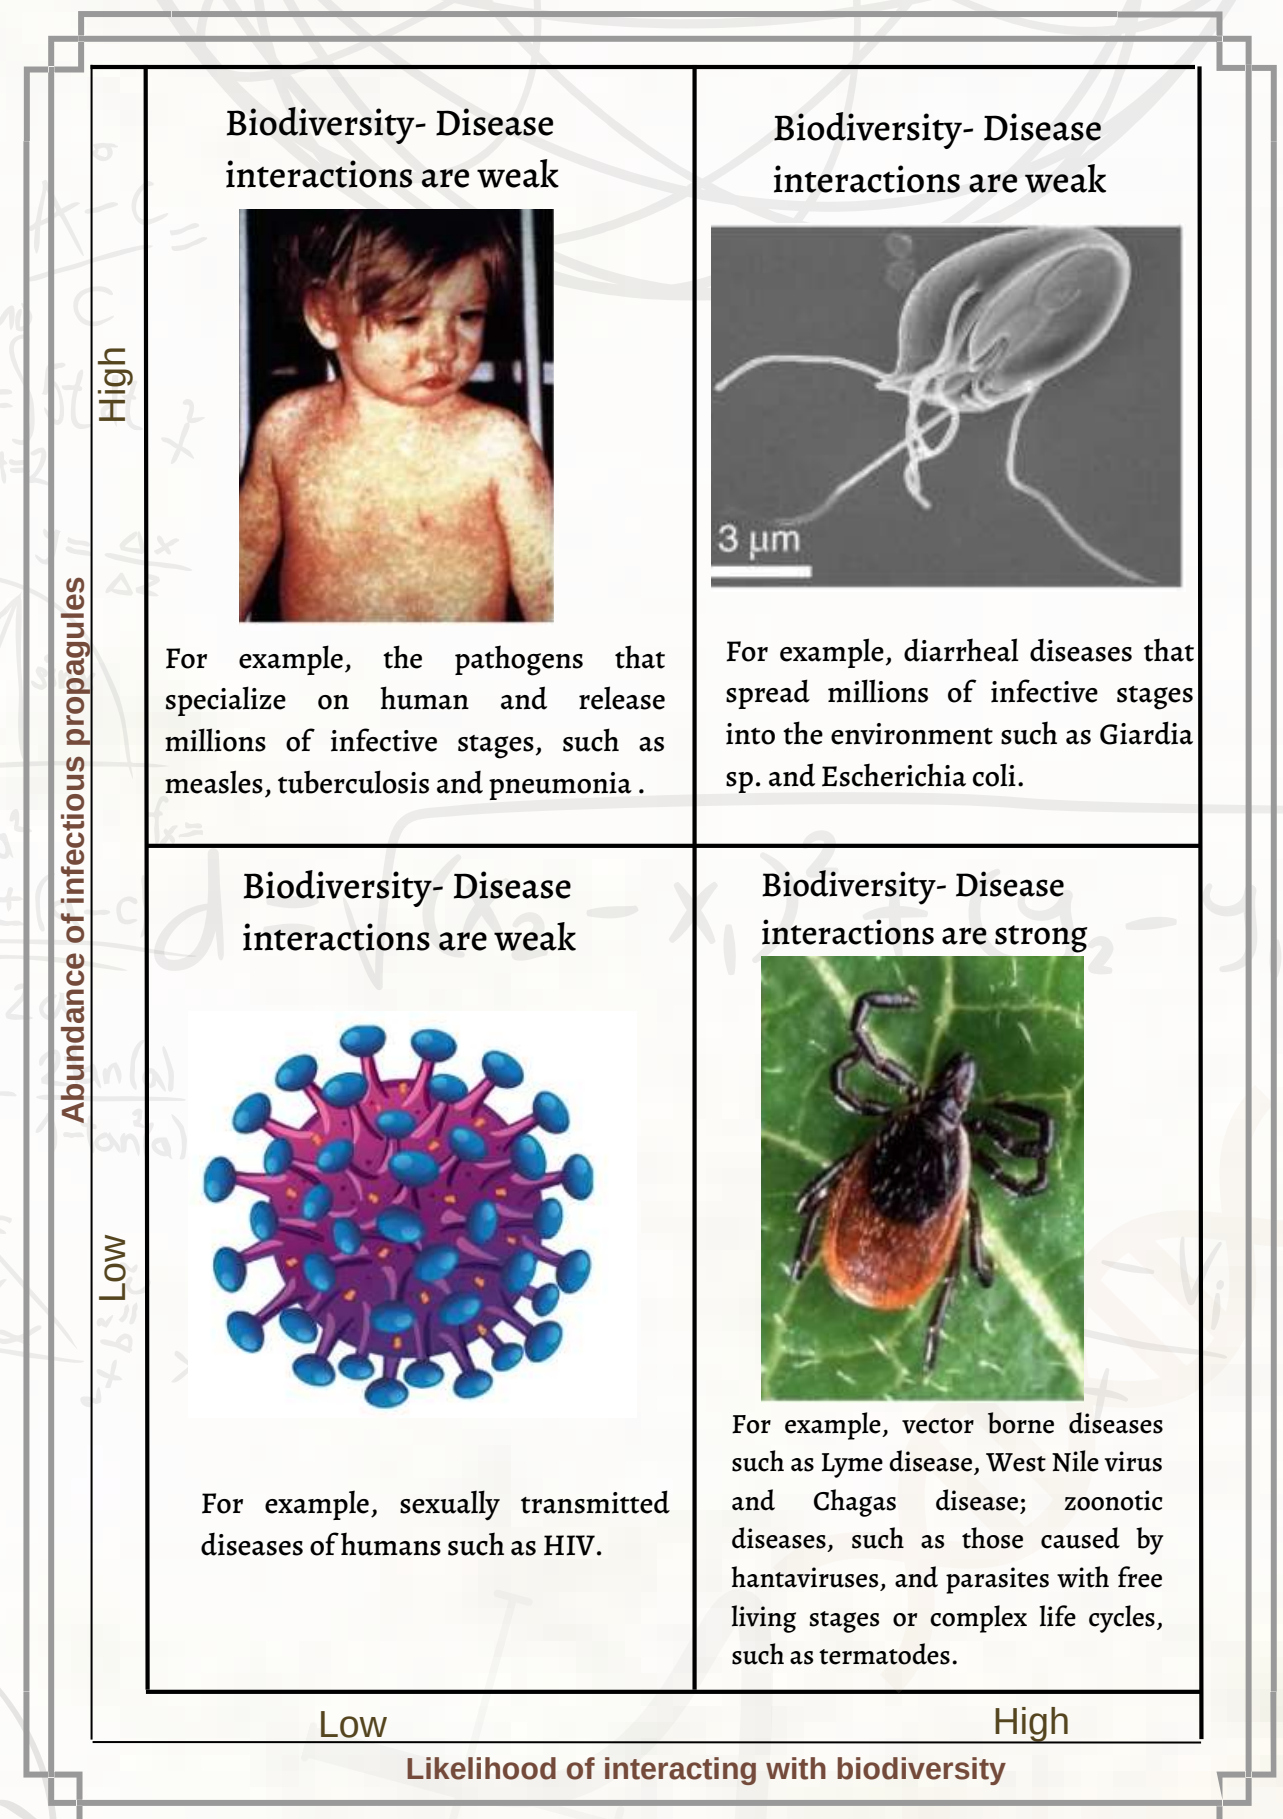 Biodiversity- Disease
interactions are weak
For example, the pathogens that
specialize on human and release
millions of infective stages, such as
measles, tuberculosis and pneumonia .
Biodiversity- Disease
interactions are weak
3 μm
For example, diarrheal diseases that
spread millions of infective stages
into the environment such as Giardia
sp. and Escherichia coli.
High
Abundance of infectious propagules
Low
Biodiversity- Disease
interactions are weak
For example, sexually transmitted
diseases of humans such as HIV.
Biodiversity- Disease
interactions are strong
For example, vector borne diseases
such as Lyme disease, West Nile virus
and Chagas disease; zoonotic
diseases, such as those caused by
hantaviruses, and parasites with free
living stages or complex life cycles,
such as termatodes.
Low
High
Likelihood of interacting with biodiversity